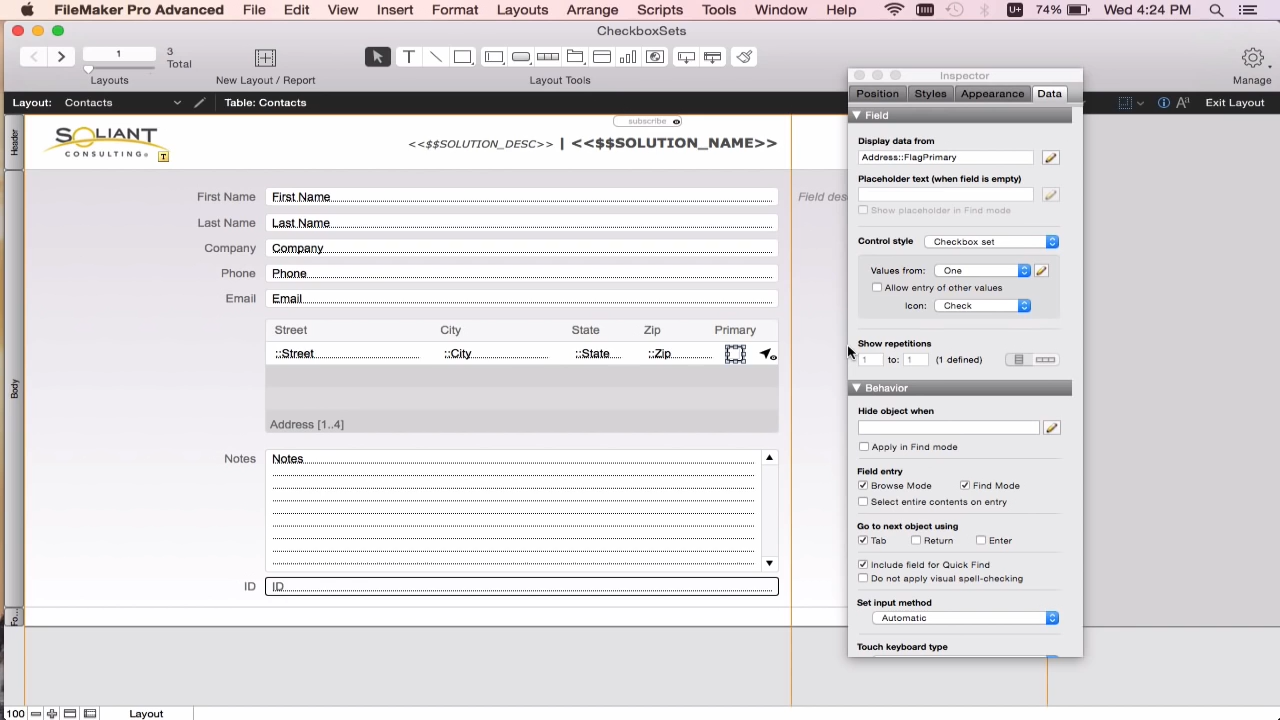 FileMaker Pro Advanced File Edit View Insert Format Layouts Arrange Scripts Tools Window Help 74% Wed 4:24 PM
CheckboxSets
1 3
Total
Layouts New Layout / Report Layout Tools Manage
Layout: Contacts Table: Contacts Exit Layout
Inspector
Position Styles Appearance Data
Header
SOLIANT
CONSULTING
T
subscribe
<<$$SOLUTION_DESC>> | <<$$SOLUTION_NAME>>
Body
First Name First Name
Field des
Last Name Last Name
Company Company
Phone Phone
Email Email
Street City State Zip Primary
::Street ::City ::State ::Zip
Address [1..4]
Notes Notes
ID ID
Fo...
Field
Display data from
Address::FlagPrimary
Placeholder text (when field is empty)
Show placeholder in Find mode
Control style Checkbox set
Values from: One
Allow entry of other values
Icon: Check
Show repetitions
1 to: 1 (1 defined)
Behavior
Hide object when
Apply in Find mode
Field entry
Browse Mode Find Mode
Select entire contents on entry
Go to next object using
Tab Return Enter
Include field for Quick Find
Do not apply visual spell-checking
Set input method
Automatic
Touch keyboard type
100 Layout